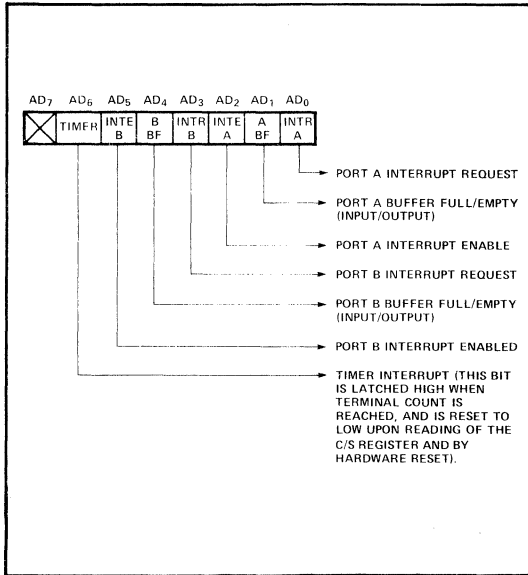 AD7 AD6 AD5 AD4 AD3 AD2 AD1 AD0
TIMER INTE B B BF INTR B INTE A A BF INTR A
PORT A INTERRUPT REQUEST
PORT A BUFFER FULL/EMPTY
(INPUT/OUTPUT)
PORT A INTERRUPT ENABLE
PORT B INTERRUPT REQUEST
PORT B BUFFER FULL/EMPTY
(INPUT/OUTPUT)
PORT B INTERRUPT ENABLED
TIMER INTERRUPT (THIS BIT
IS LATCHED HIGH WHEN
TERMINAL COUNT IS
REACHED, AND IS RESET TO
LOW UPON READING OF THE
C/S REGISTER AND BY
HARDWARE RESET).